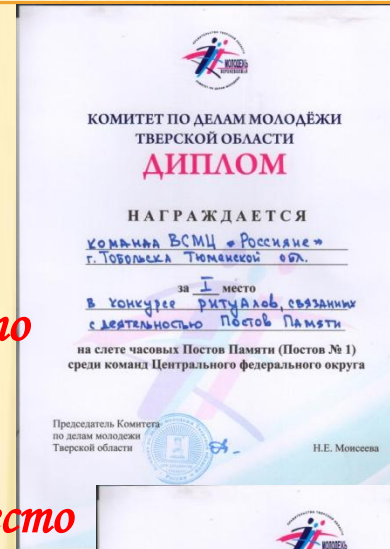 КОМИТЕТ ПО ДЕЛАМ МОЛОДЁЖИ
ТВЕРСКОЙ ОБЛАСТИ
ДИПЛОМ
НАГРАЖДАЕТСЯ
команда ВСМЦ «Россияне»
г. Тобольска Тюменской обл.
за I место
в конкурсе ритуалов, связанных
с деятельностью Постов Памяти
на слете часовых Постов Памяти (Постов № 1)
среди команд Центрального федерального округа
Председатель Комитета
по делам молодежи
Тверской области
Н.Е. Моисеева